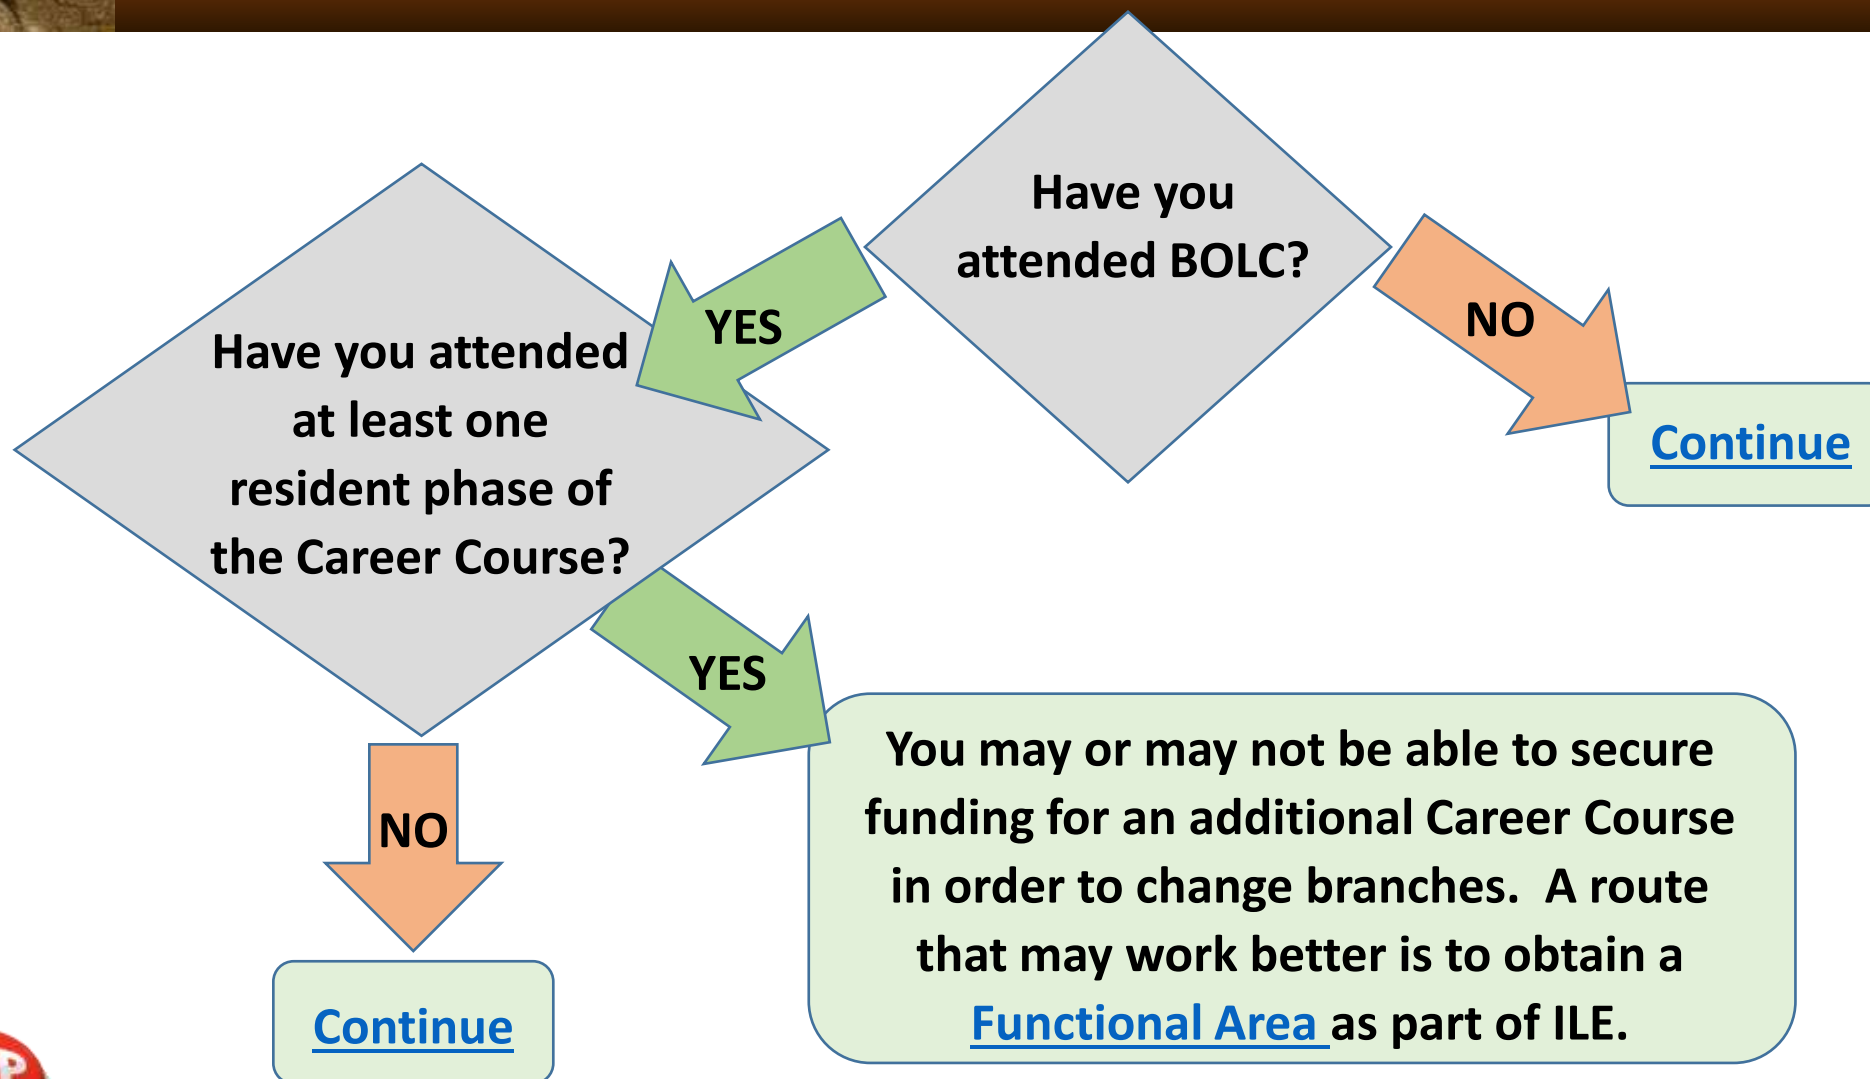 Have you
attended BOLC?
YES
NO
Continue
Have you attended
at least one
resident phase of
the Career Course?
YES
NO
Continue
You may or may not be able to secure
funding for an additional Career Course
in order to change branches.  A route
that may work better is to obtain a
Functional Area as part of ILE.
P